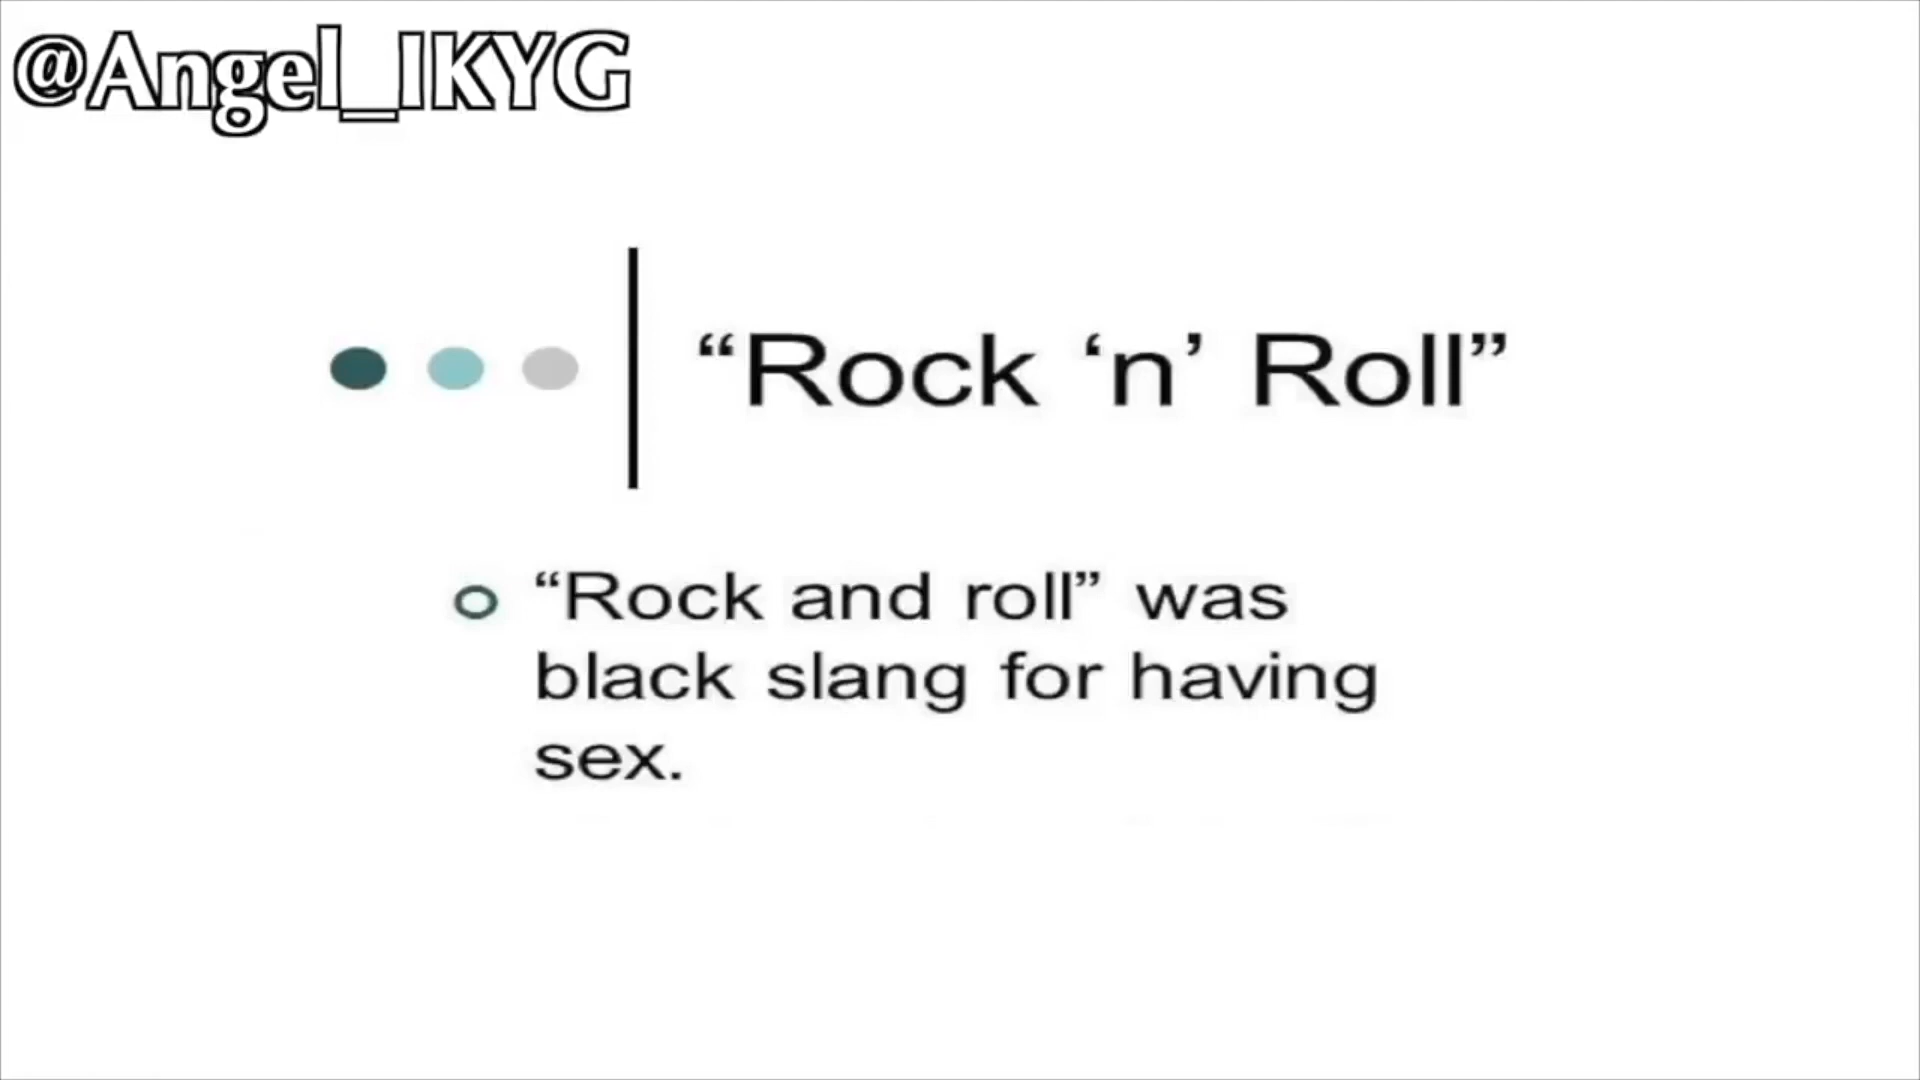 @Angel_IKYG
“Rock ‘n’ Roll”
“Rock and roll” was
black slang for having
sex.